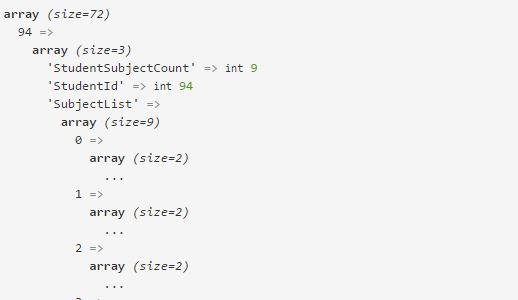 array (size=72)
94 =>
array (size=3)
'StudentSubjectCount' => int 9
'StudentId' => int 94
'SubjectList' =>
array (size=9)
0 =>
array (size=2)
...
1 =>
array (size=2)
...
2 =>
array (size=2)
...